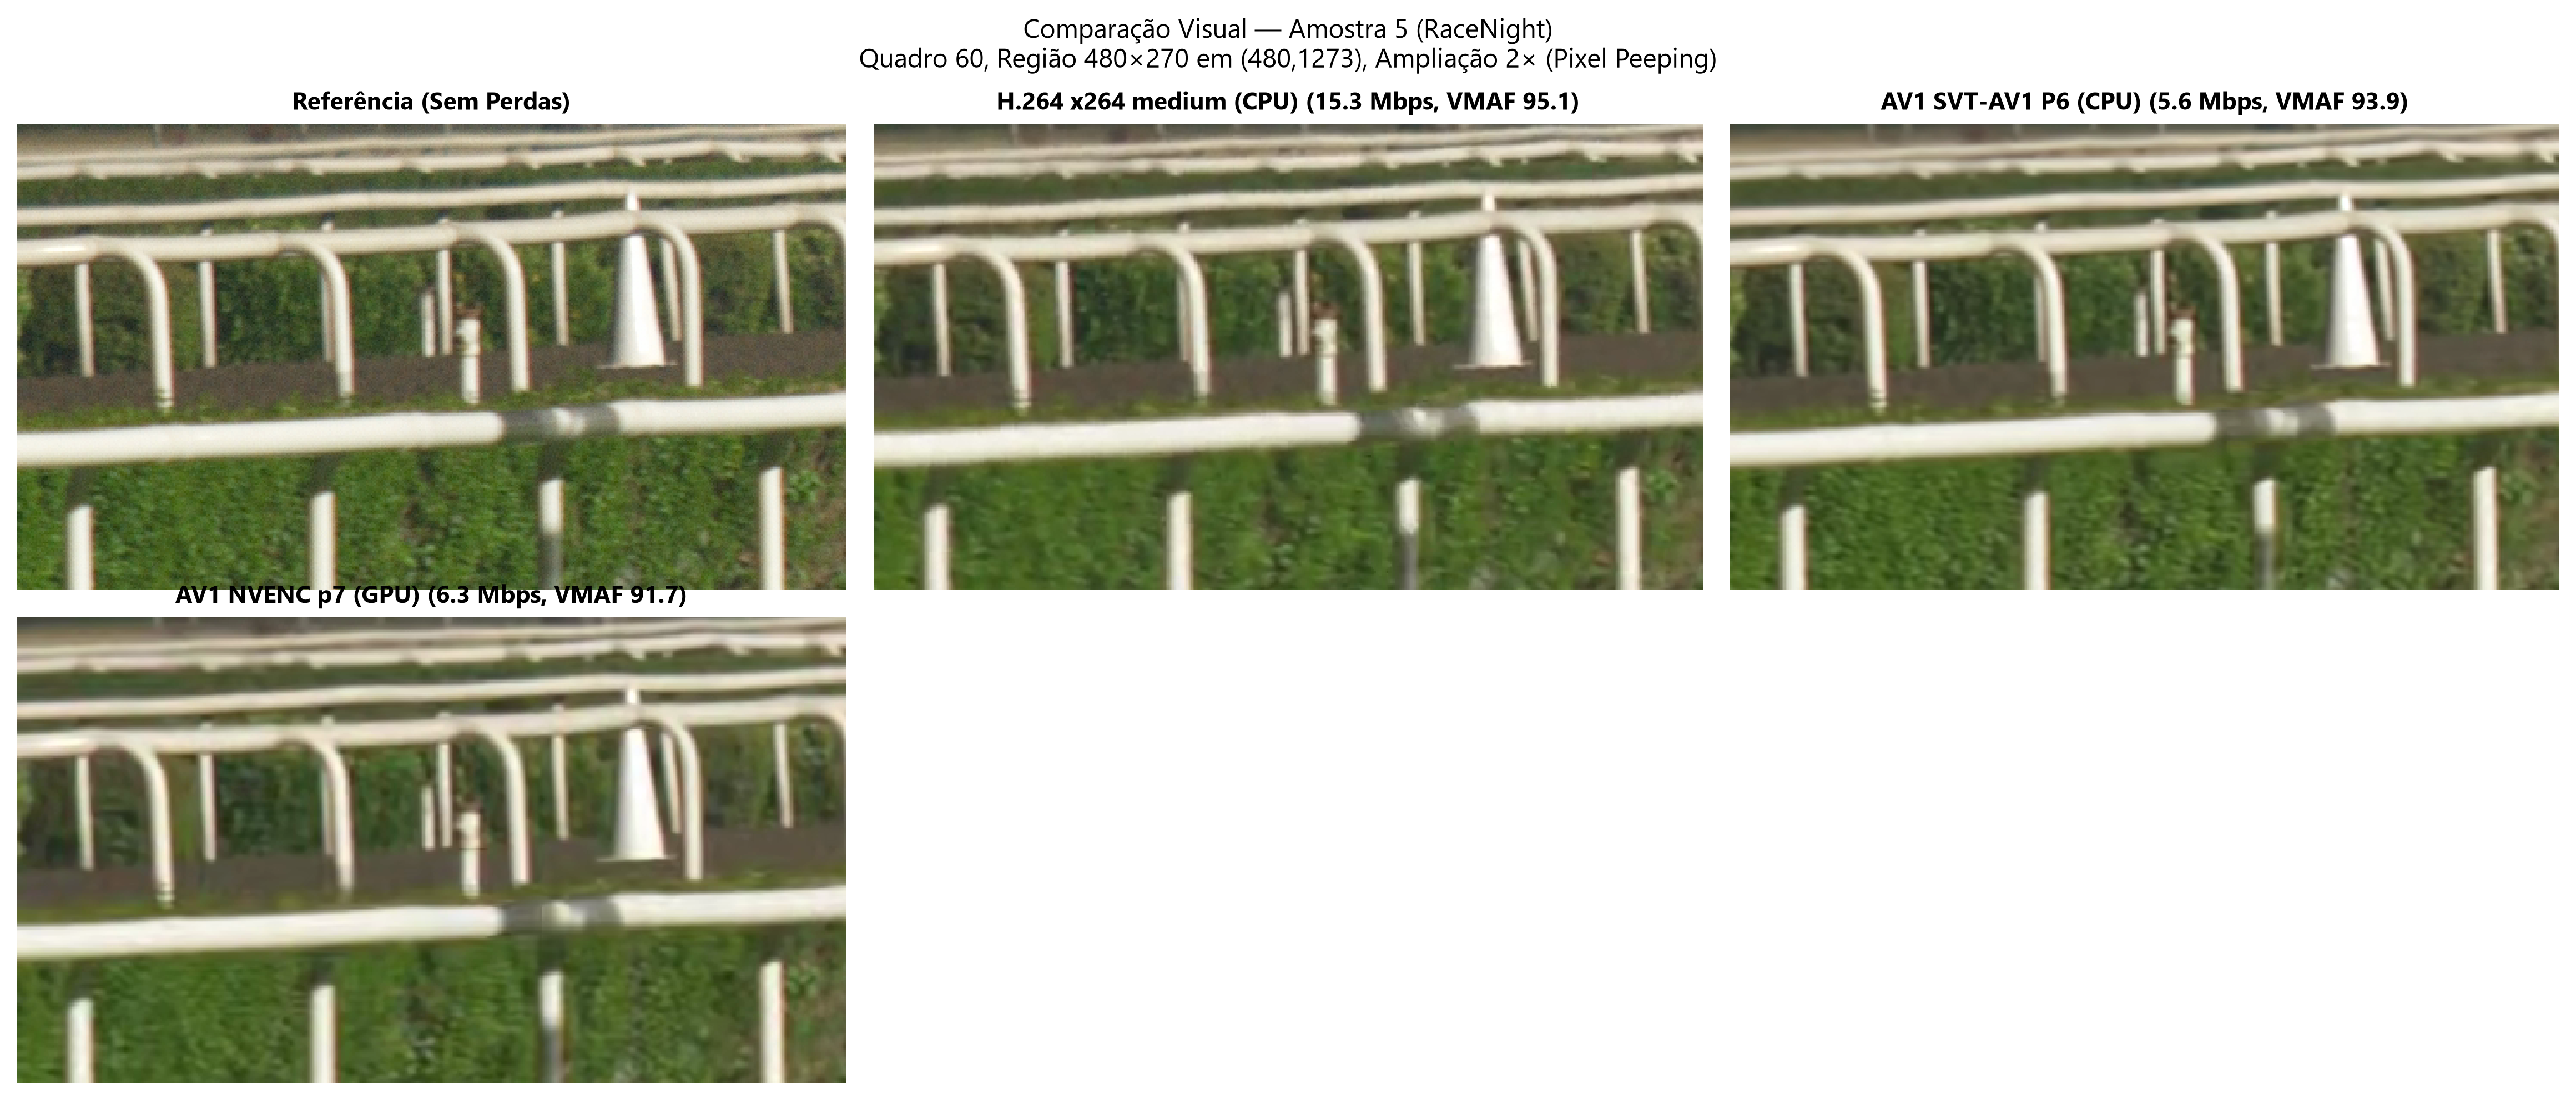 Comparação Visual — Amostra 5 (RaceNight)
Quadro 60, Região 480×270 em (480,1273), Ampliação 2× (Pixel Peeping)
Referência (Sem Perdas)
H.264 x264 medium (CPU) (15.3 Mbps, VMAF 95.1)
AV1 SVT-AV1 P6 (CPU) (5.6 Mbps, VMAF 93.9)
AV1 NVENC p7 (GPU) (6.3 Mbps, VMAF 91.7)